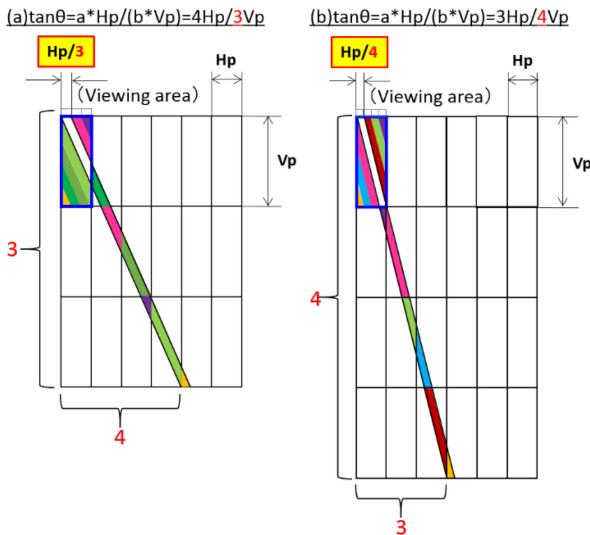 (a)tanθ=a*Hp/(b*Vp)=4Hp/3Vp
Hp/3
Hp
(Viewing area)
Vp
3
4
(b)tanθ=a*Hp/(b*Vp)=3Hp/4Vp
Hp/4
Hp
(Viewing area)
Vp
4
3